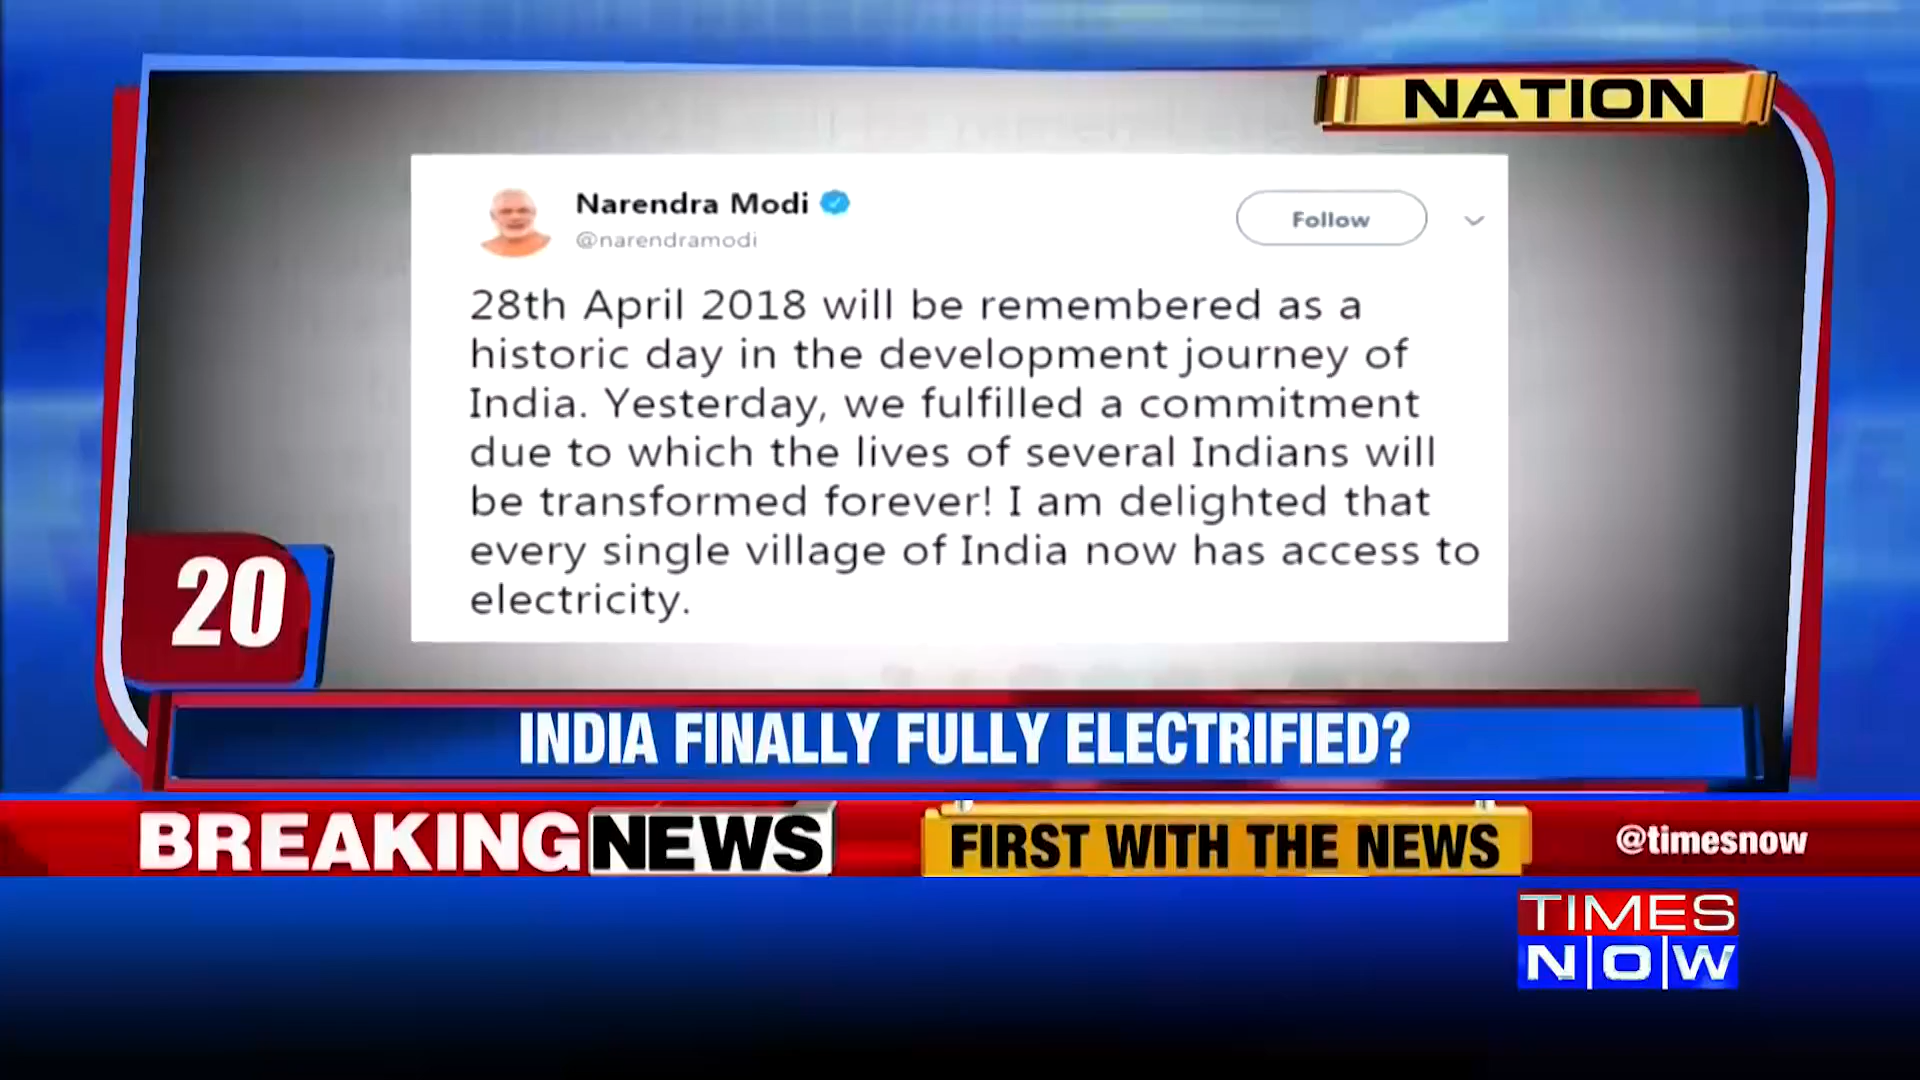 NATION
Narendra Modi
@narendramodi
Follow
28th April 2018 will be remembered as a
historic day in the development journey of
India. Yesterday, we fulfilled a commitment
due to which the lives of several Indians will
be transformed forever! I am delighted that
every single village of India now has access to
electricity.
20
INDIA FINALLY FULLY ELECTRIFIED?
BREAKING NEWS
FIRST WITH THE NEWS
@timesnow
TIMES
NOW